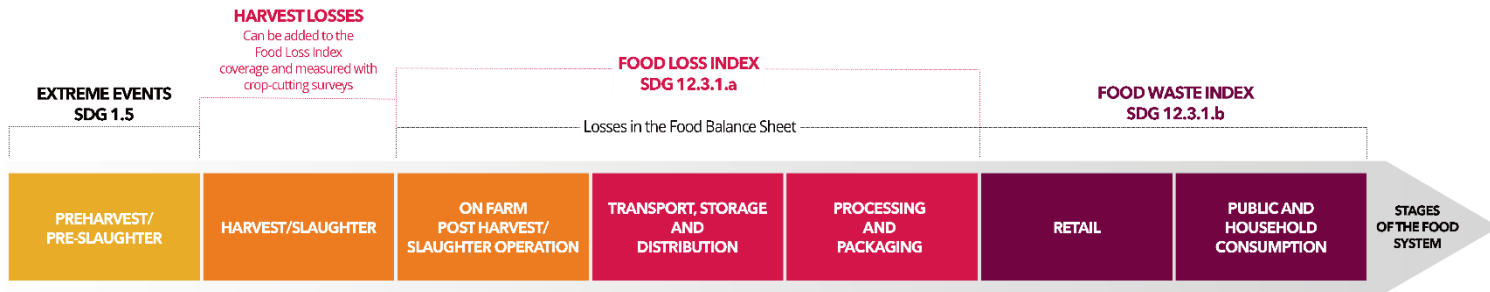 HARVEST LOSSES
Can be added to the
Food Loss Index
coverage and measured with
crop-cutting surveys
EXTREME EVENTS
SDG 1.5
FOOD LOSS INDEX
SDG 12.3.1.a
FOOD WASTE INDEX
SDG 12.3.1.b
Losses in the Food Balance Sheet
PREHARVEST/
PRE-SLAUGHTER
HARVEST/SLAUGHTER
ON FARM
POST HARVEST/
SLAUGHTER OPERATION
TRANSPORT, STORAGE
AND
DISTRIBUTION
PROCESSING
AND
PACKAGING
RETAIL
PUBLIC AND
HOUSEHOLD
CONSUMPTION
STAGES
OF THE FOOD
SYSTEM